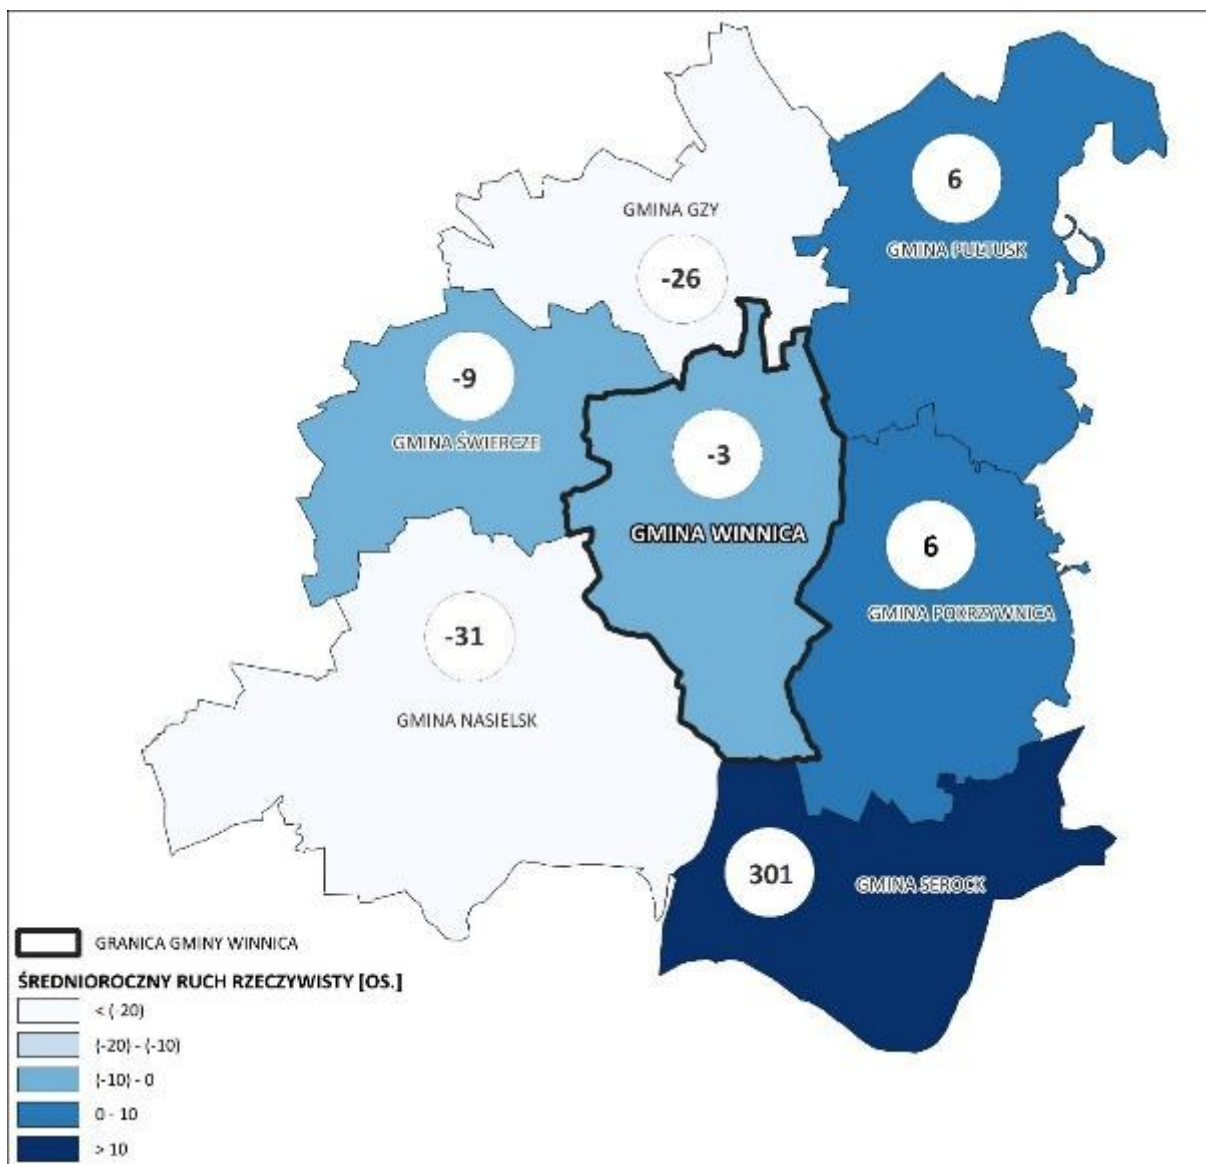 6
GMINA PUŁTUSK
GMINA GZY
-26
-9
GMINA ŚWIERCZE
-3
GMINA WINNICA
6
GMINA POKRZYWNICA
-31
GMINA NASIELSK
301
GMINA SEROCK
GRANICA GMINY WINNICA
ŚREDNIOROCZNY RUCH RZECZYWISTY [OS.]
< (-20)
(-20) - (-10)
(-10) - 0
0 - 10
> 10